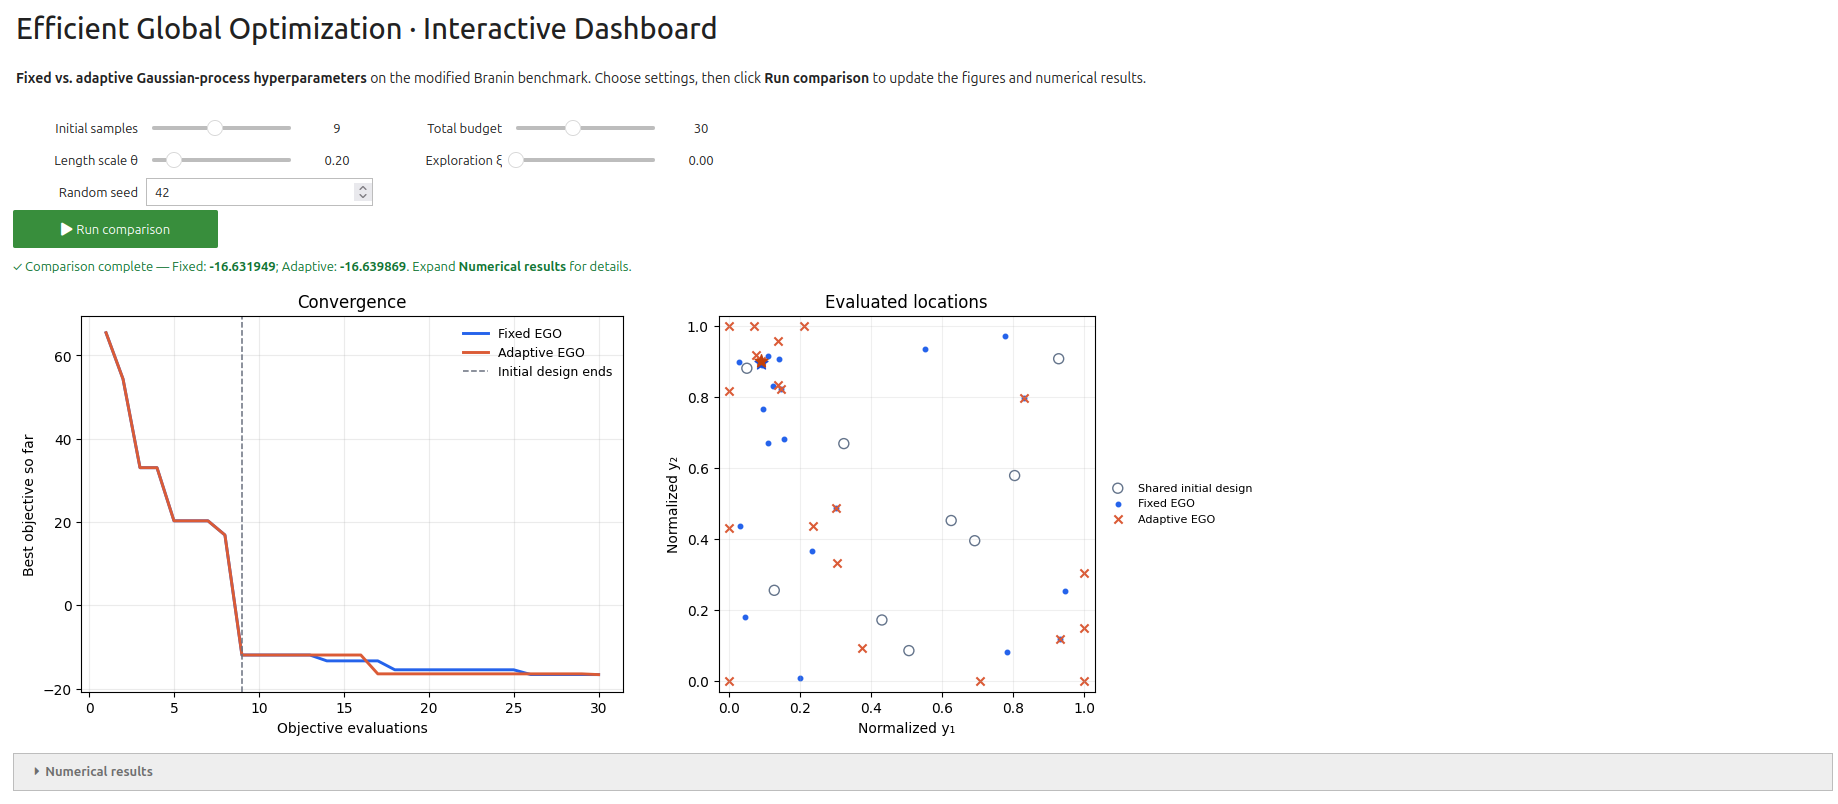 Efficient Global Optimization · Interactive Dashboard
Fixed vs. adaptive Gaussian-process hyperparameters on the modified Branin benchmark. Choose settings, then click Run comparison to update the figures and numerical results.
Initial samples 9 Total budget 30
Length scale θ 0.20 Exploration ξ 0.00
Random seed 42
Run comparison
✓ Comparison complete — Fixed: -16.631949; Adaptive: -16.639869. Expand Numerical results for details.
Convergence
Fixed EGO
Adaptive EGO
Initial design ends
60
40
20
0
−20
Best objective so far
0 5 10 15 20 25 30
Objective evaluations
Evaluated locations
1.0
0.8
0.6
0.4
0.2
0.0
Normalized y₂
0.0 0.2 0.4 0.6 0.8 1.0
Normalized y₁
Shared initial design
Fixed EGO
Adaptive EGO
Numerical results